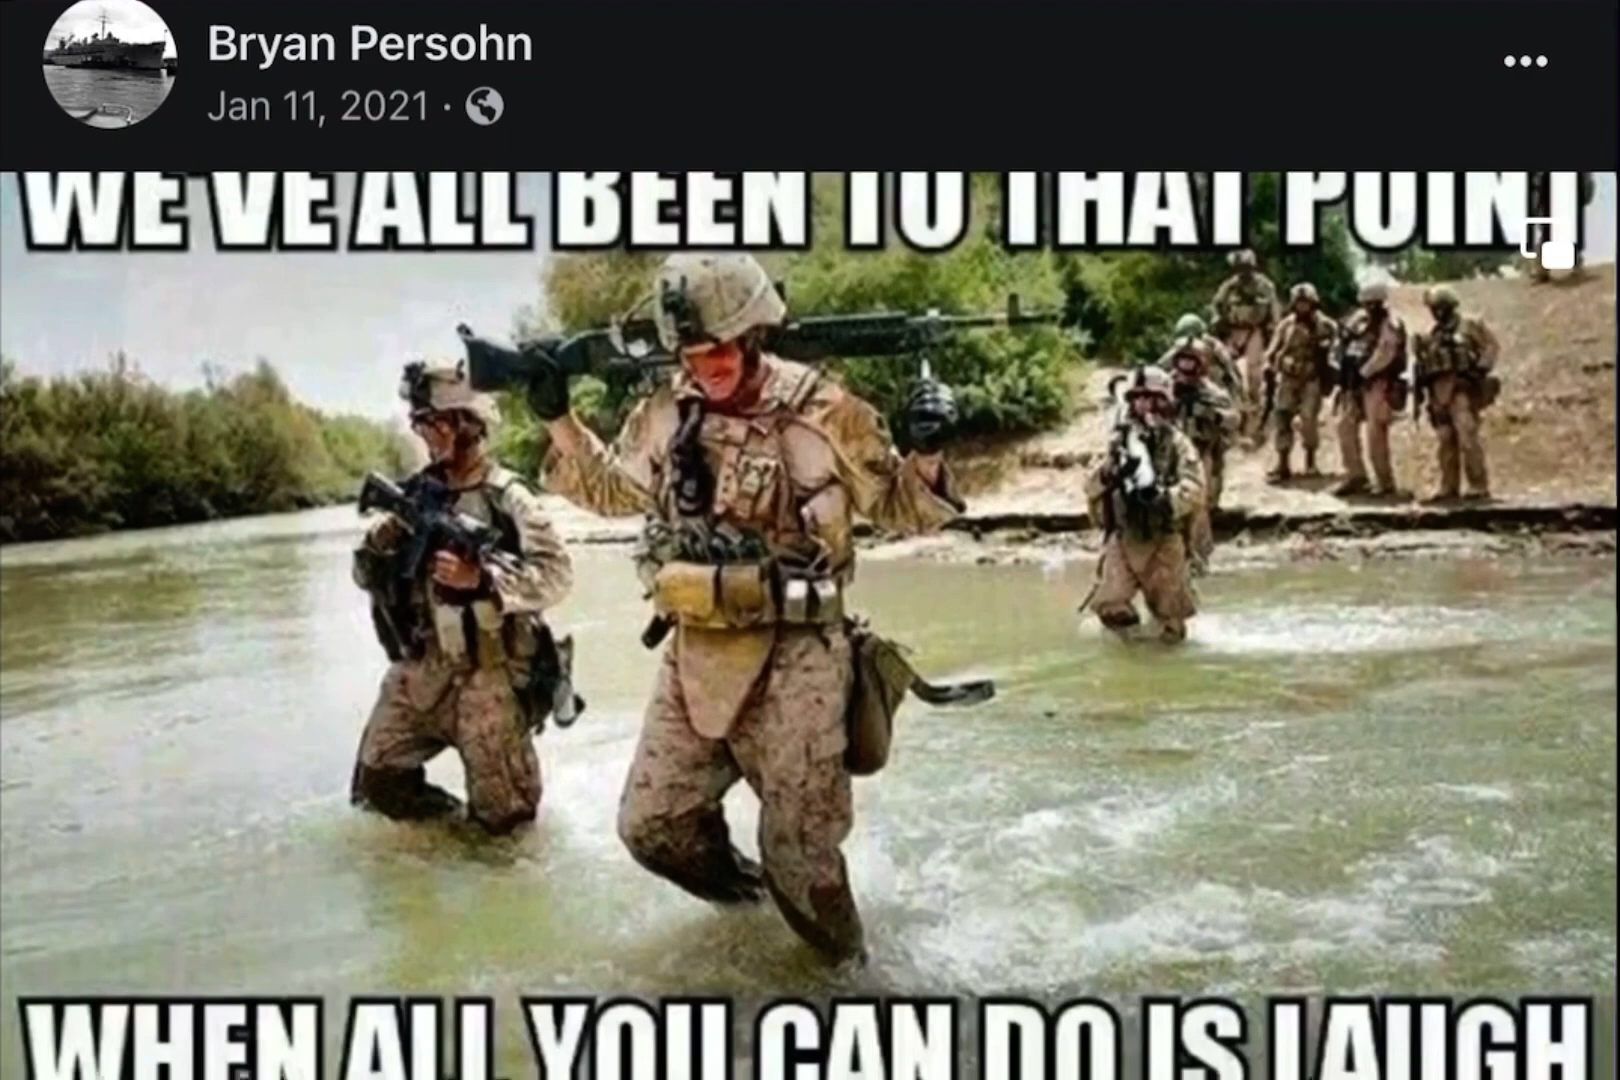 Bryan Persohn
Jan 11, 2021 ·
WE'VE ALL BEEN TO THAT POINT
WHEN ALL YOU CAN DO IS LAUGH